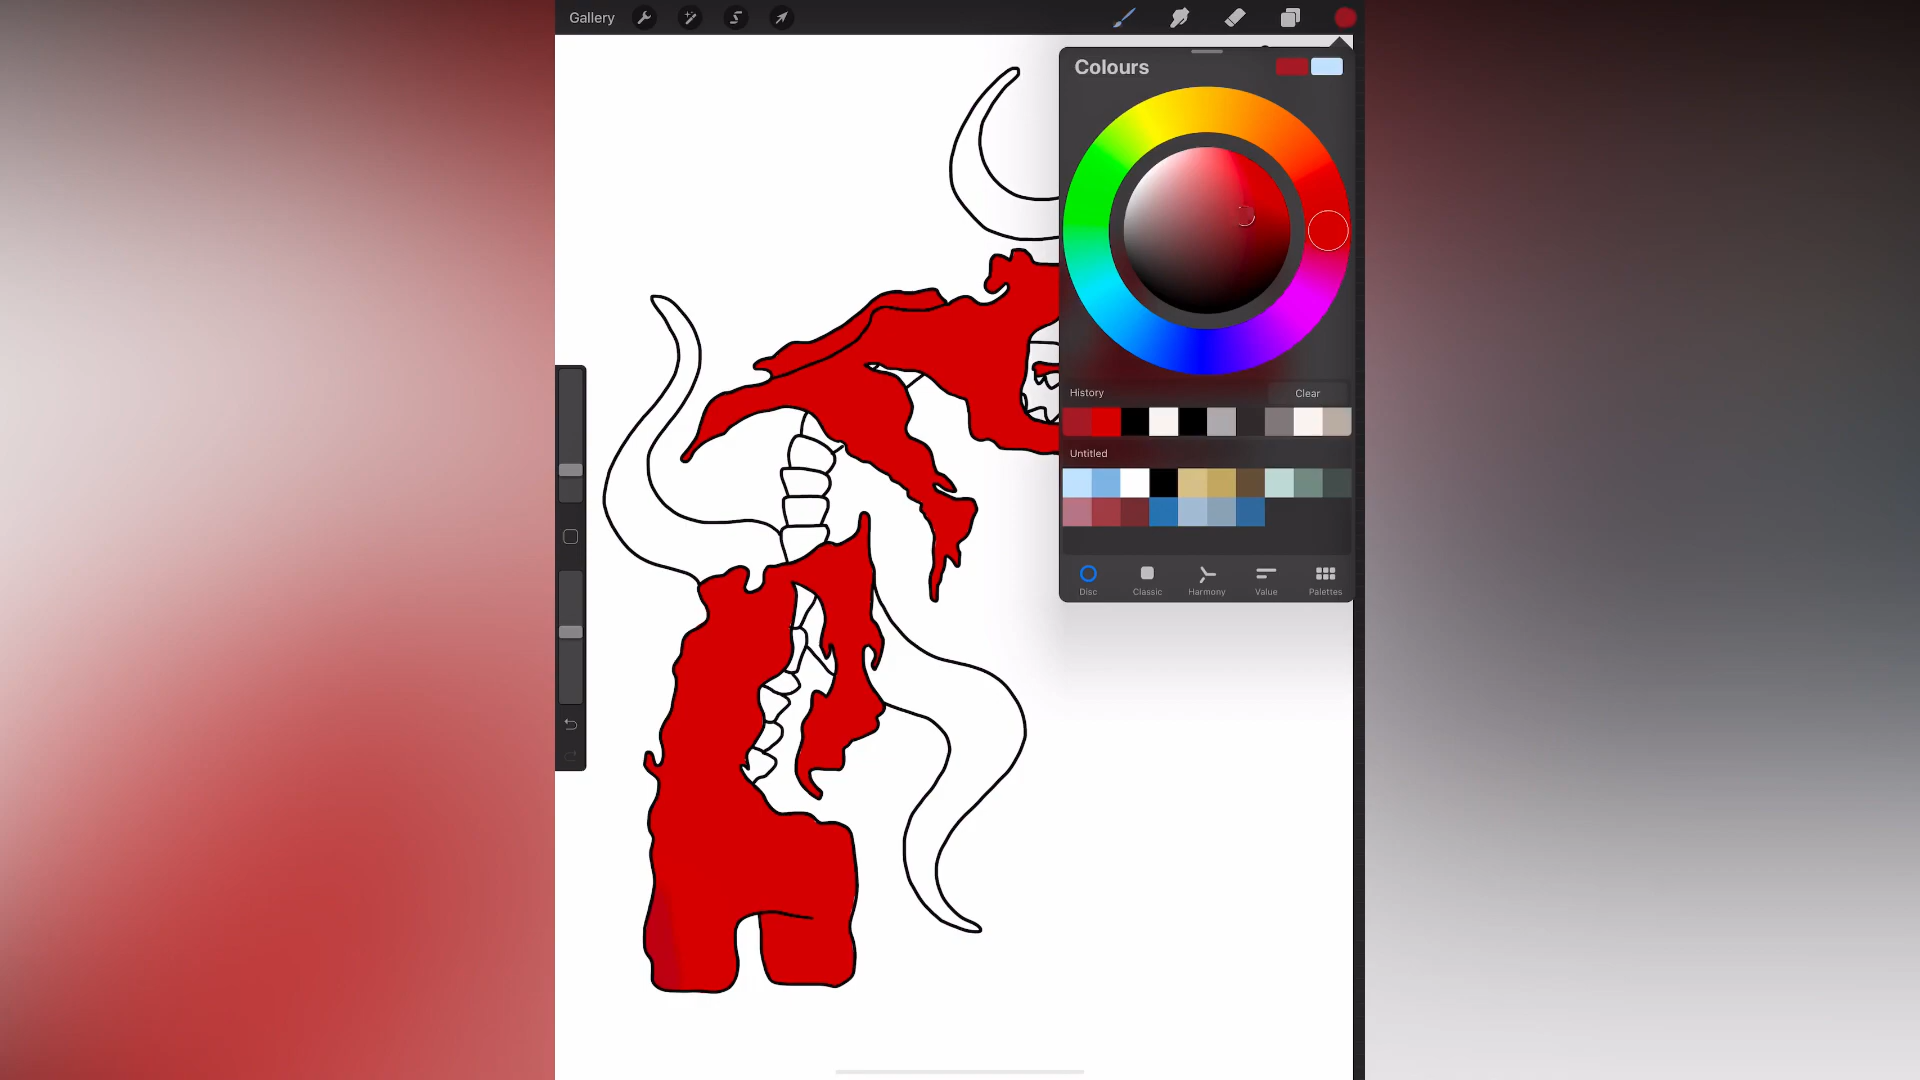 Gallery
Colours
History
Clear
Untitled
Disc
Classic
Harmony
Value
Palettes